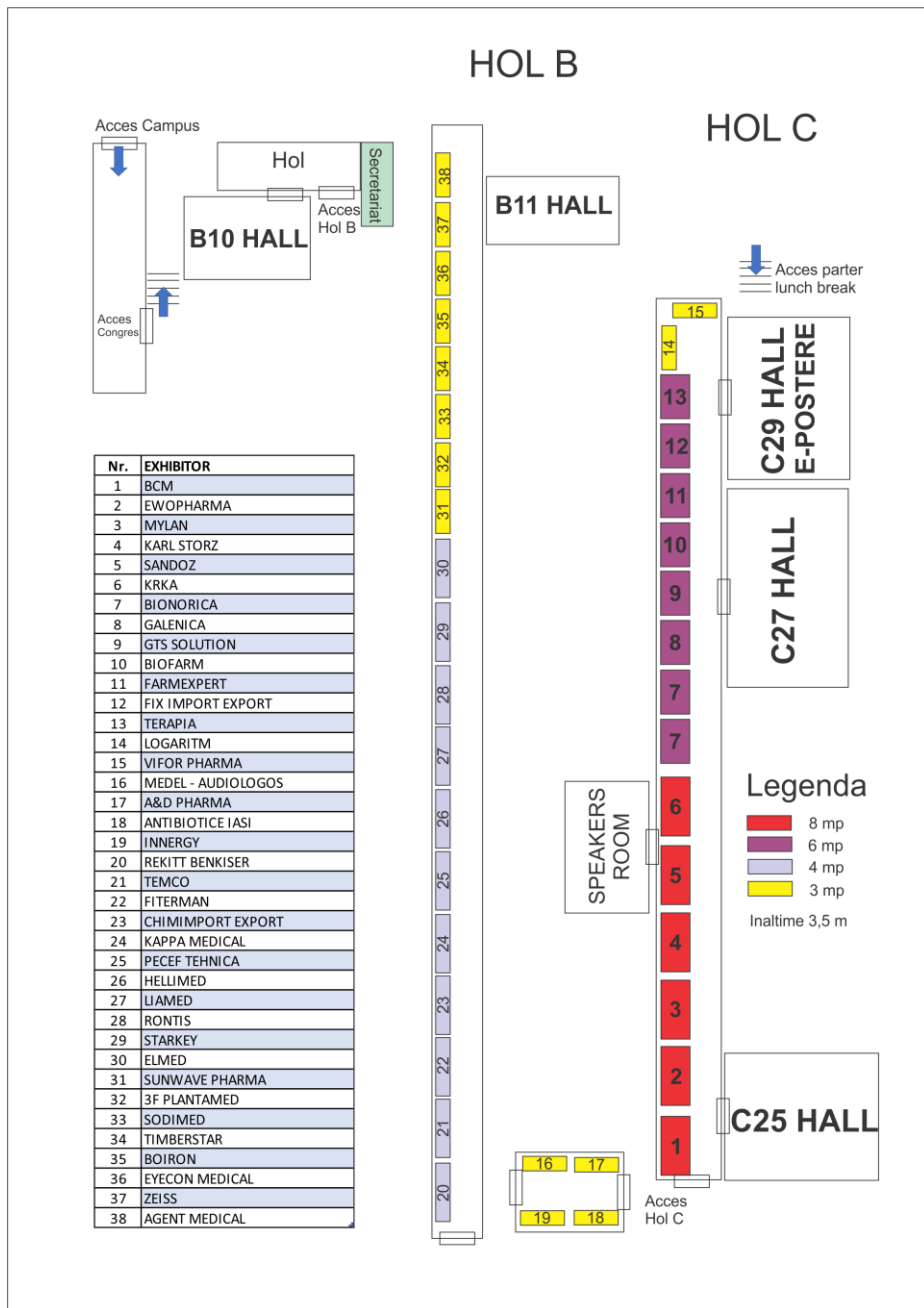 HOL B
HOL C
Acces Campus
Hol
Secretariat
Acces
Hol B
B10 HALL
Acces
Congres
B11 HALL
Acces parter
lunch break
38
37
36
35
34
33
32
31
30
29
28
27
26
25
24
23
22
21
20
15
14
13
12
11
10
9
8
7
7
6
5
4
3
2
1
C29 HALL
E-POSTERE
C27 HALL
SPEAKERS
ROOM
C25 HALL
Legenda
8 mp
6 mp
4 mp
3 mp
Inaltime 3,5 m
16 17
19 18
Acces
Hol C
Nr. EXHIBITOR
1 BCM
2 EWOPHARMA
3 MYLAN
4 KARL STORZ
5 SANDOZ
6 KRKA
7 BIONORICA
8 GALENICA
9 GTS SOLUTION
10 BIOFARM
11 FARMEXPERT
12 FIX IMPORT EXPORT
13 TERAPIA
14 LOGARITM
15 VIFOR PHARMA
16 MEDEL - AUDIOLOGOS
17 A&D PHARMA
18 ANTIBIOTICE IASI
19 INNERGY
20 REKITT BENKISER
21 TEMCO
22 FITERMAN
23 CHIMIMPORT EXPORT
24 KAPPA MEDICAL
25 PECEF TEHNICA
26 HELLIMED
27 LIAMED
28 RONTIS
29 STARKEY
30 ELMED
31 SUNWAVE PHARMA
32 3F PLANTAMED
33 SODIMED
34 TIMBERSTAR
35 BOIRON
36 EYECON MEDICAL
37 ZEISS
38 AGENT MEDICAL